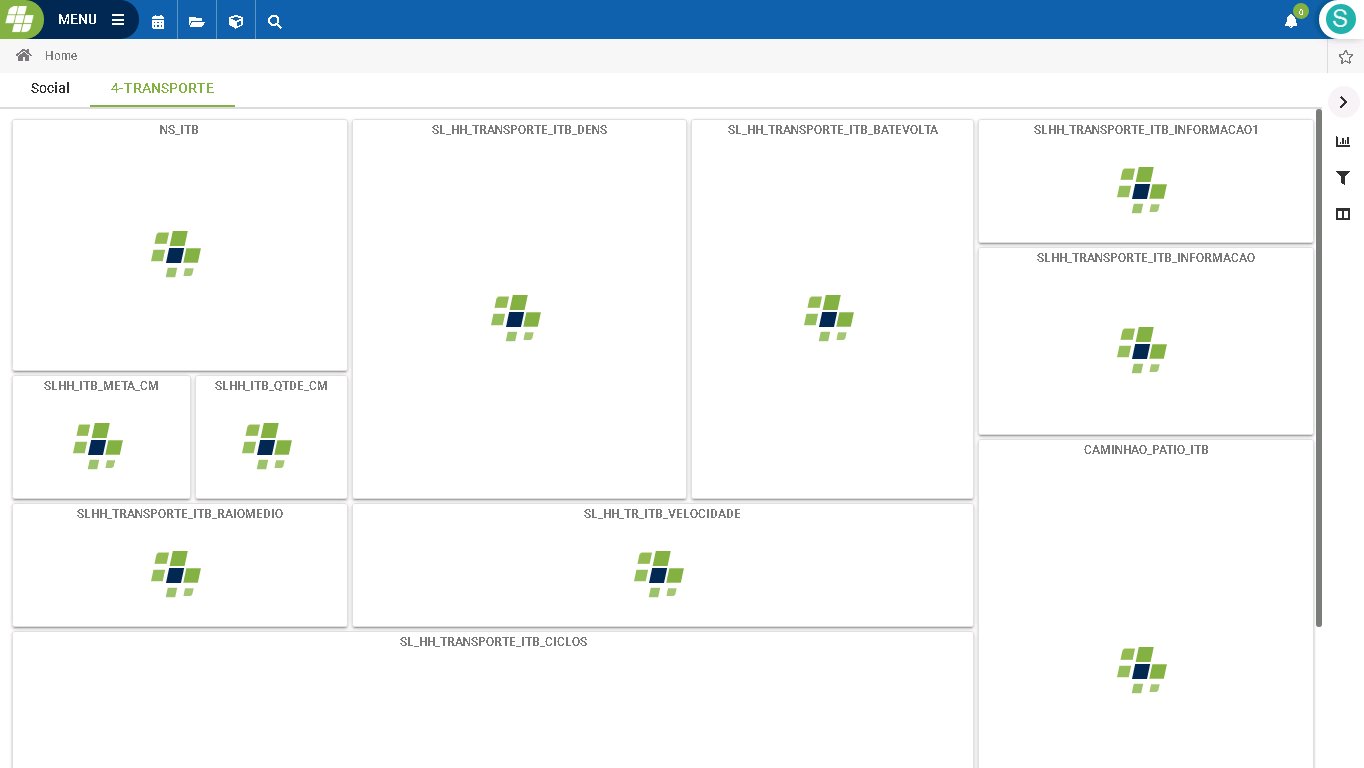 MENU
0
S
Home
Social
4-TRANSPORTE
NS_ITB
SL_HH_TRANSPORTE_ITB_DENS
SL_HH_TRANSPORTE_ITB_BATEVOLTA
SLHH_TRANSPORTE_ITB_INFORMACAO1
SLHH_TRANSPORTE_ITB_INFORMACAO
SLHH_ITB_META_CM
SLHH_ITB_QTDE_CM
CAMINHAO_PATIO_ITB
SLHH_TRANSPORTE_ITB_RAIOMEDIO
SL_HH_TR_ITB_VELOCIDADE
SL_HH_TRANSPORTE_ITB_CICLOS